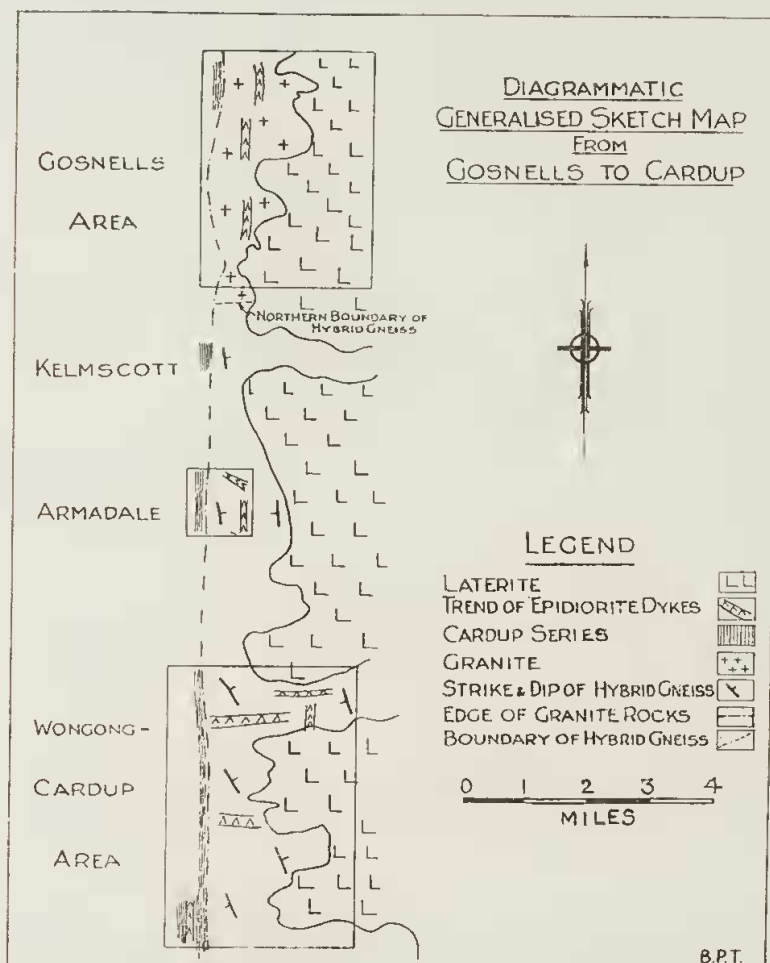 DIAGRAMMATIC
GENERALISED SKETCH MAP
FROM
GOSNELLS TO CARDUP
GOSNELLS
AREA
NORTHERN BOUNDARY OF
HYBRID GNEISS
KELMSCOTT
ARMADALE
WONGONG-
CARDUP
AREA
LEGEND
LATERITE
TREND OF EPIDIORITE DYKES
CARDUP SERIES
GRANITE
STRIKE & DIP OF HYBRID GNEISS
EDGE OF GRANITE ROCKS
BOUNDARY OF HYBRID GNEISS
0 1 2 3 4
MILES
B.P.T.